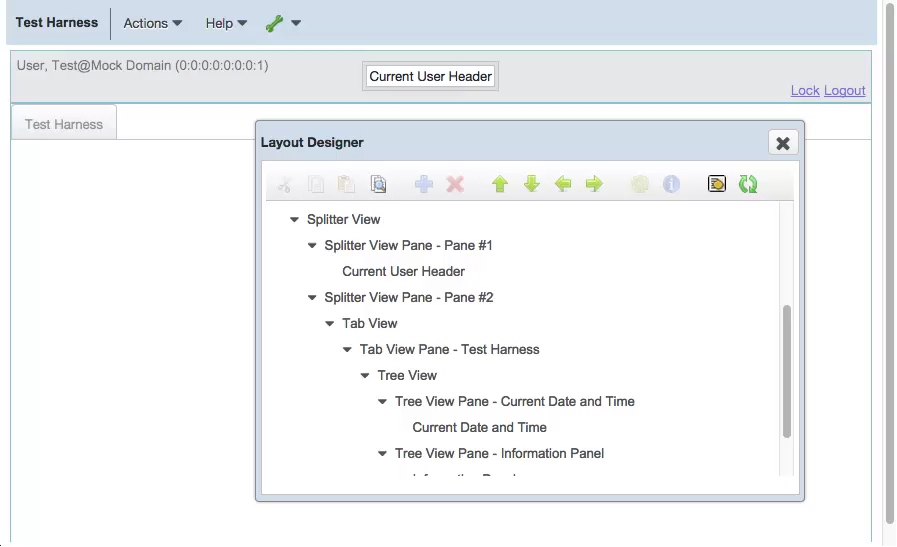 Test Harness Actions Help
User, Test@Mock Domain (0:0:0:0:0:0:0:1)
Current User Header
Lock Logout
Test Harness
Layout Designer
Splitter View
Splitter View Pane - Pane #1
Current User Header
Splitter View Pane - Pane #2
Tab View
Tab View Pane - Test Harness
Tree View
Tree View Pane - Current Date and Time
Current Date and Time
Tree View Pane - Information Panel